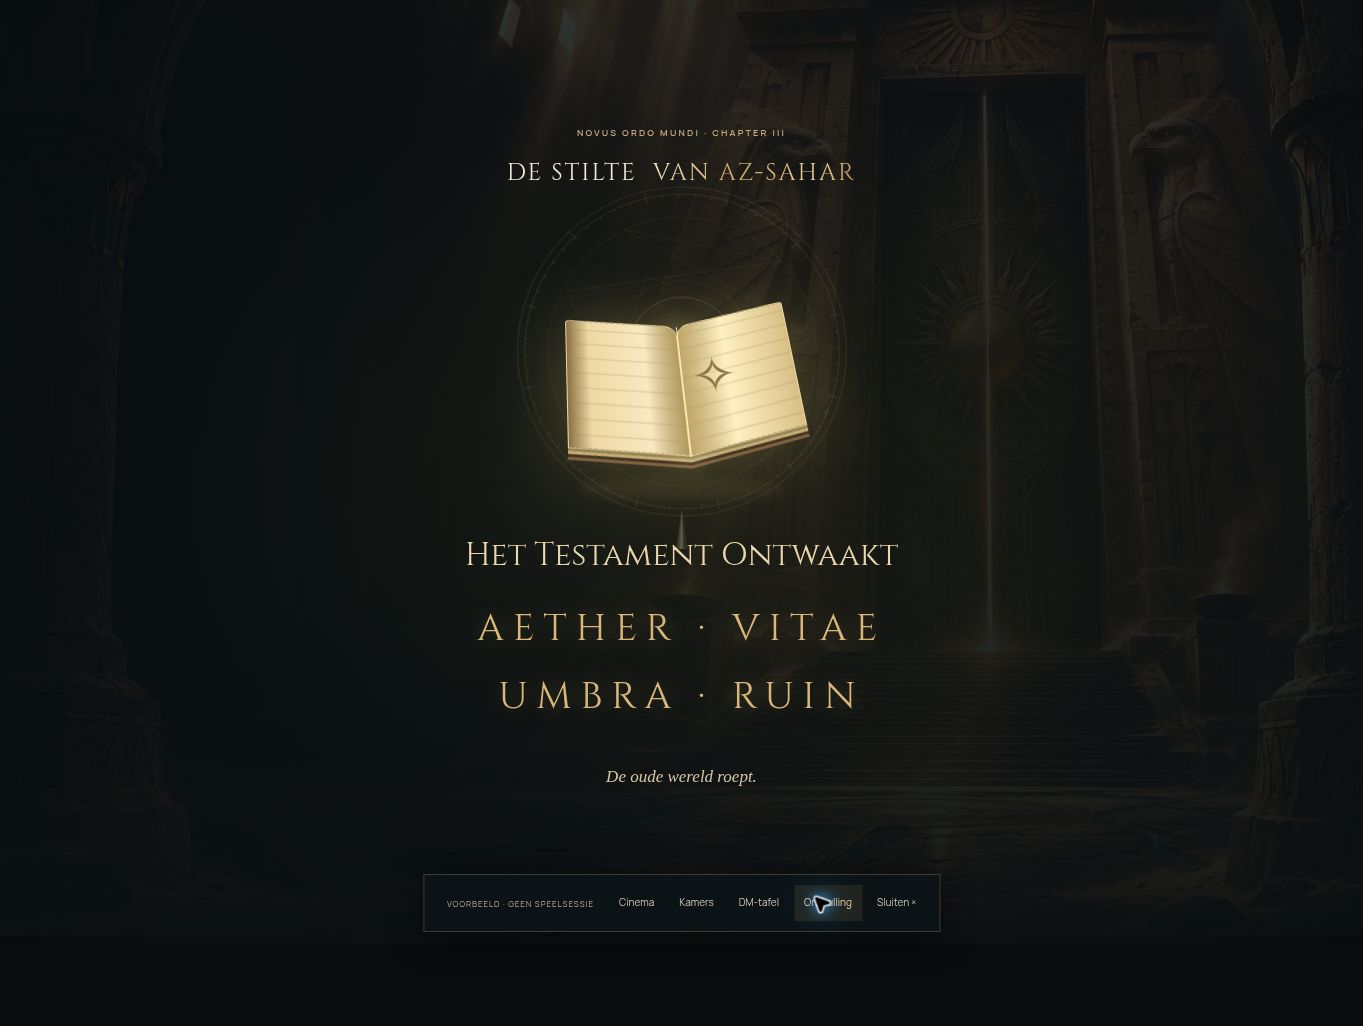 NOVUS ORDO MUNDI · CHAPTER III
DE STILTE VAN AZ-SAHAR
Het Testament Ontwaakt
AETHER · VITAE
UMBRA · RUIN
De oude wereld roept.
VOORBEELD · GEEN SPEELSESSIE Cinema Kamers DM-tafel Sluiten ×